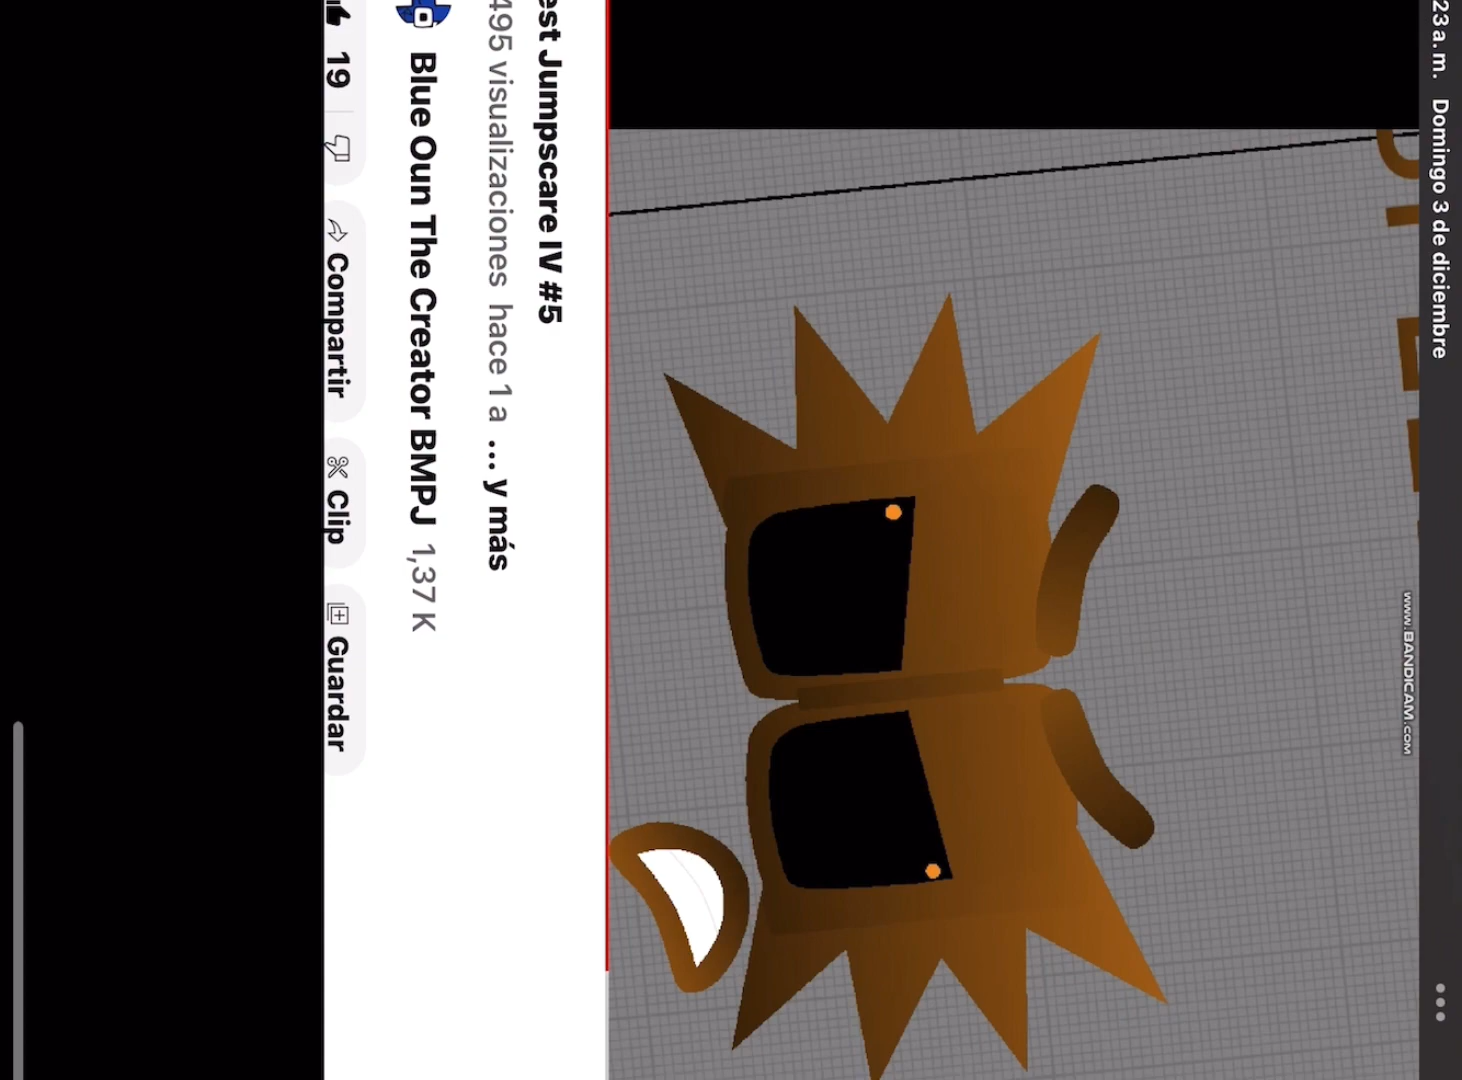 23 a. m. Domingo 3 de diciembre
www.BANDICAM.com
est Jumpscare IV #5
495 visualizaciones hace 1 a ... y más
Blue Oun The Creator BMPJ 1,37 K
19 Compartir Clip Guardar